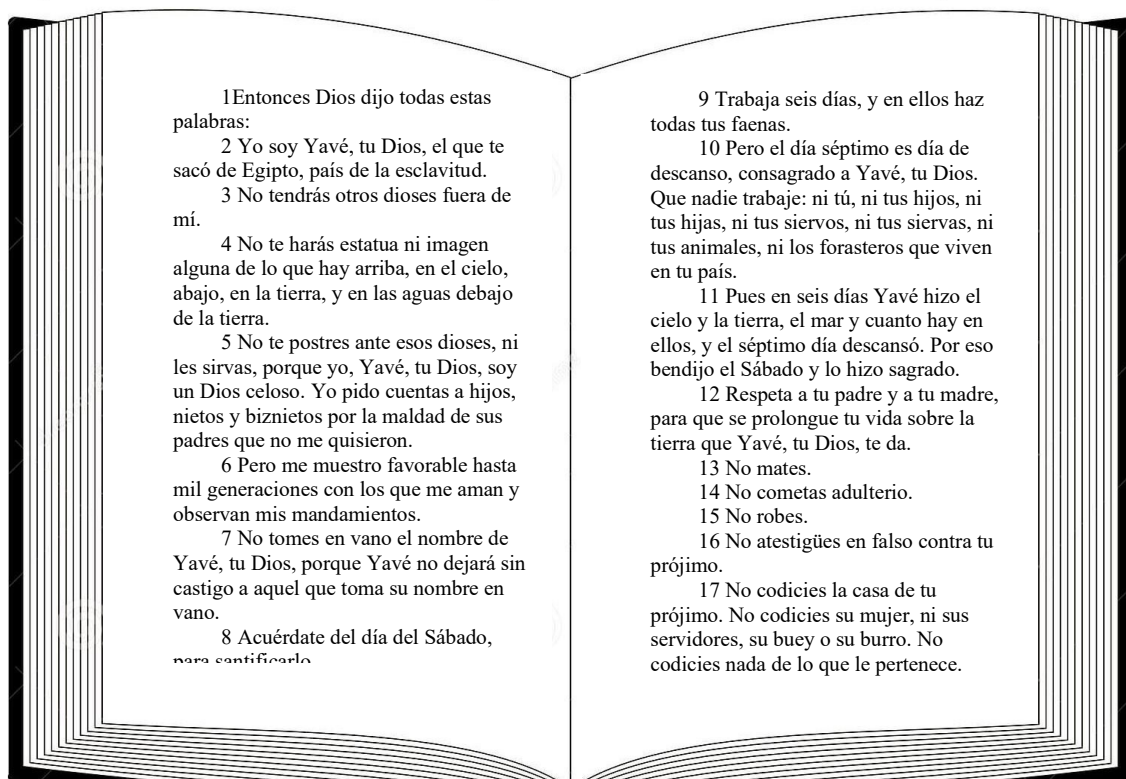 1Entonces Dios dijo todas estas
palabras:
2 Yo soy Yavé, tu Dios, el que te
sacó de Egipto, país de la esclavitud.
3 No tendrás otros dioses fuera de
mí.
4 No te harás estatua ni imagen
alguna de lo que hay arriba, en el cielo,
abajo, en la tierra, y en las aguas debajo
de la tierra.
5 No te postres ante esos dioses, ni
les sirvas, porque yo, Yavé, tu Dios, soy
un Dios celoso. Yo pido cuentas a hijos,
nietos y biznietos por la maldad de sus
padres que no me quisieron.
6 Pero me muestro favorable hasta
mil generaciones con los que me aman y
observan mis mandamientos.
7 No tomes en vano el nombre de
Yavé, tu Dios, porque Yavé no dejará sin
castigo a aquel que toma su nombre en
vano.
8 Acuérdate del día del Sábado,
para santificarlo
9 Trabaja seis días, y en ellos haz
todas tus faenas.
10 Pero el día séptimo es día de
descanso, consagrado a Yavé, tu Dios.
Que nadie trabaje: ni tú, ni tus hijos, ni
tus hijas, ni tus siervos, ni tus siervas, ni
tus animales, ni los forasteros que viven
en tu país.
11 Pues en seis días Yavé hizo el
cielo y la tierra, el mar y cuanto hay en
ellos, y el séptimo día descansó. Por eso
bendijo el Sábado y lo hizo sagrado.
12 Respeta a tu padre y a tu madre,
para que se prolongue tu vida sobre la
tierra que Yavé, tu Dios, te da.
13 No mates.
14 No cometas adulterio.
15 No robes.
16 No atestigües en falso contra tu
prójimo.
17 No codicies la casa de tu
prójimo. No codicies su mujer, ni sus
servidores, su buey o su burro. No
codicies nada de lo que le pertenece.